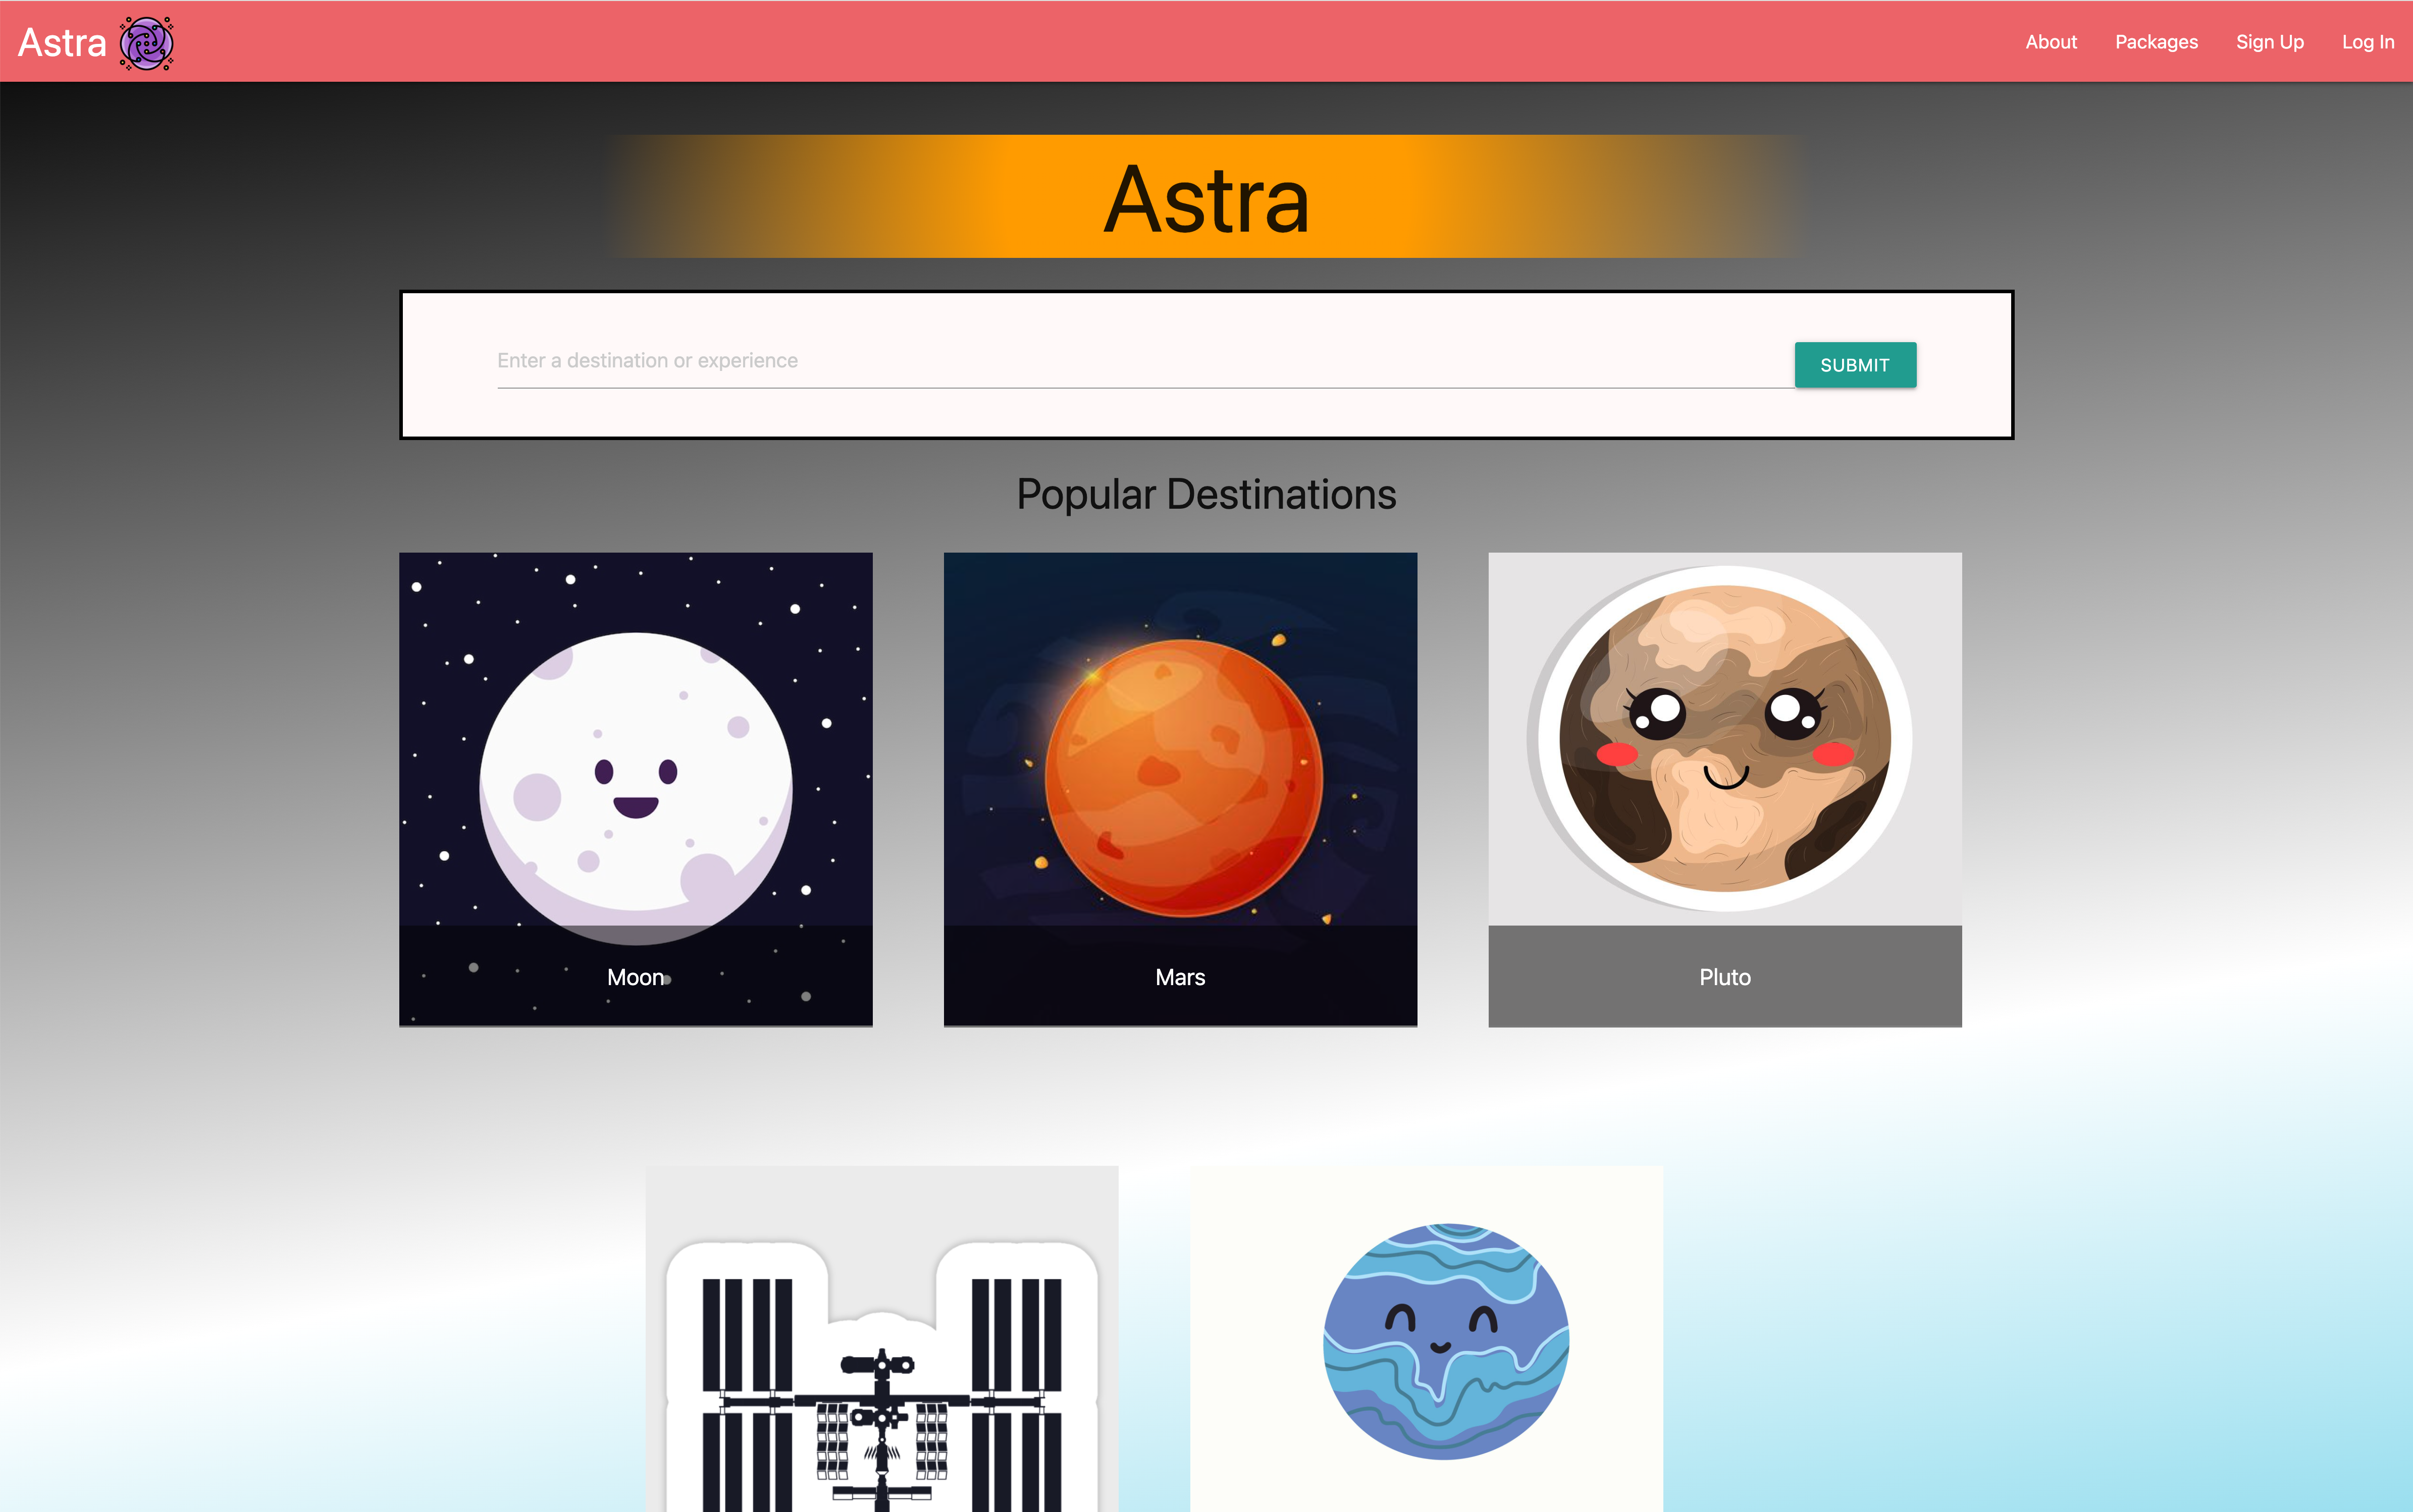 Astra
About Packages Sign Up Log In
Astra
Enter a destination or experience
SUBMIT
Popular Destinations
Moon
Mars
Pluto